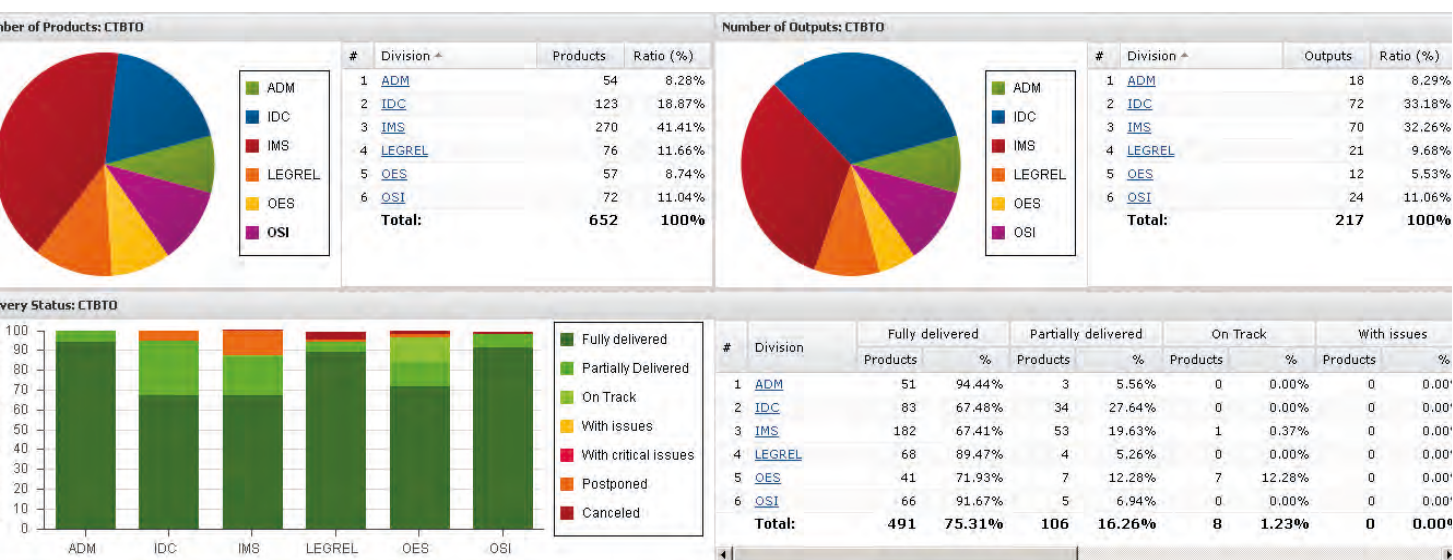 nber of Products: CTBTO
ADM
IDC
IMS
LEGREL
OES
OSI
# Division Products Ratio (%)
1 ADM 54 8.28%
2 IDC 123 18.87%
3 IMS 270 41.41%
4 LEGREL 76 11.66%
5 OES 57 8.74%
6 OSI 72 11.04%
Total: 652 100%
Number of Outputs: CTBTO
ADM
IDC
IMS
LEGREL
OES
OSI
# Division Outputs Ratio (%)
1 ADM 18 8.29%
2 IDC 72 33.18%
3 IMS 70 32.26%
4 LEGREL 21 9.68%
5 OES 12 5.53%
6 OSI 24 11.06%
Total: 217 100%
very Status: CTBTO
100
90
80
70
60
50
40
30
20
10
0
ADM IDC IMS LEGREL OES OSI
Fully delivered
Partially Delivered
On Track
With issues
With critical issues
Postponed
Canceled
# Division Fully delivered Partially delivered On Track With issues
Products % Products % Products % Products %
1 ADM 51 94.44% 3 5.56% 0 0.00% 0 0.00%
2 IDC 83 67.48% 34 27.64% 0 0.00% 0 0.00%
3 IMS 182 67.41% 53 19.63% 1 0.37% 0 0.00%
4 LEGREL 68 89.47% 4 5.26% 0 0.00% 0 0.00%
5 OES 41 71.93% 7 12.28% 7 12.28% 0 0.00%
6 OSI 66 91.67% 5 6.94% 0 0.00% 0 0.00%
Total: 491 75.31% 106 16.26% 8 1.23% 0 0.00%